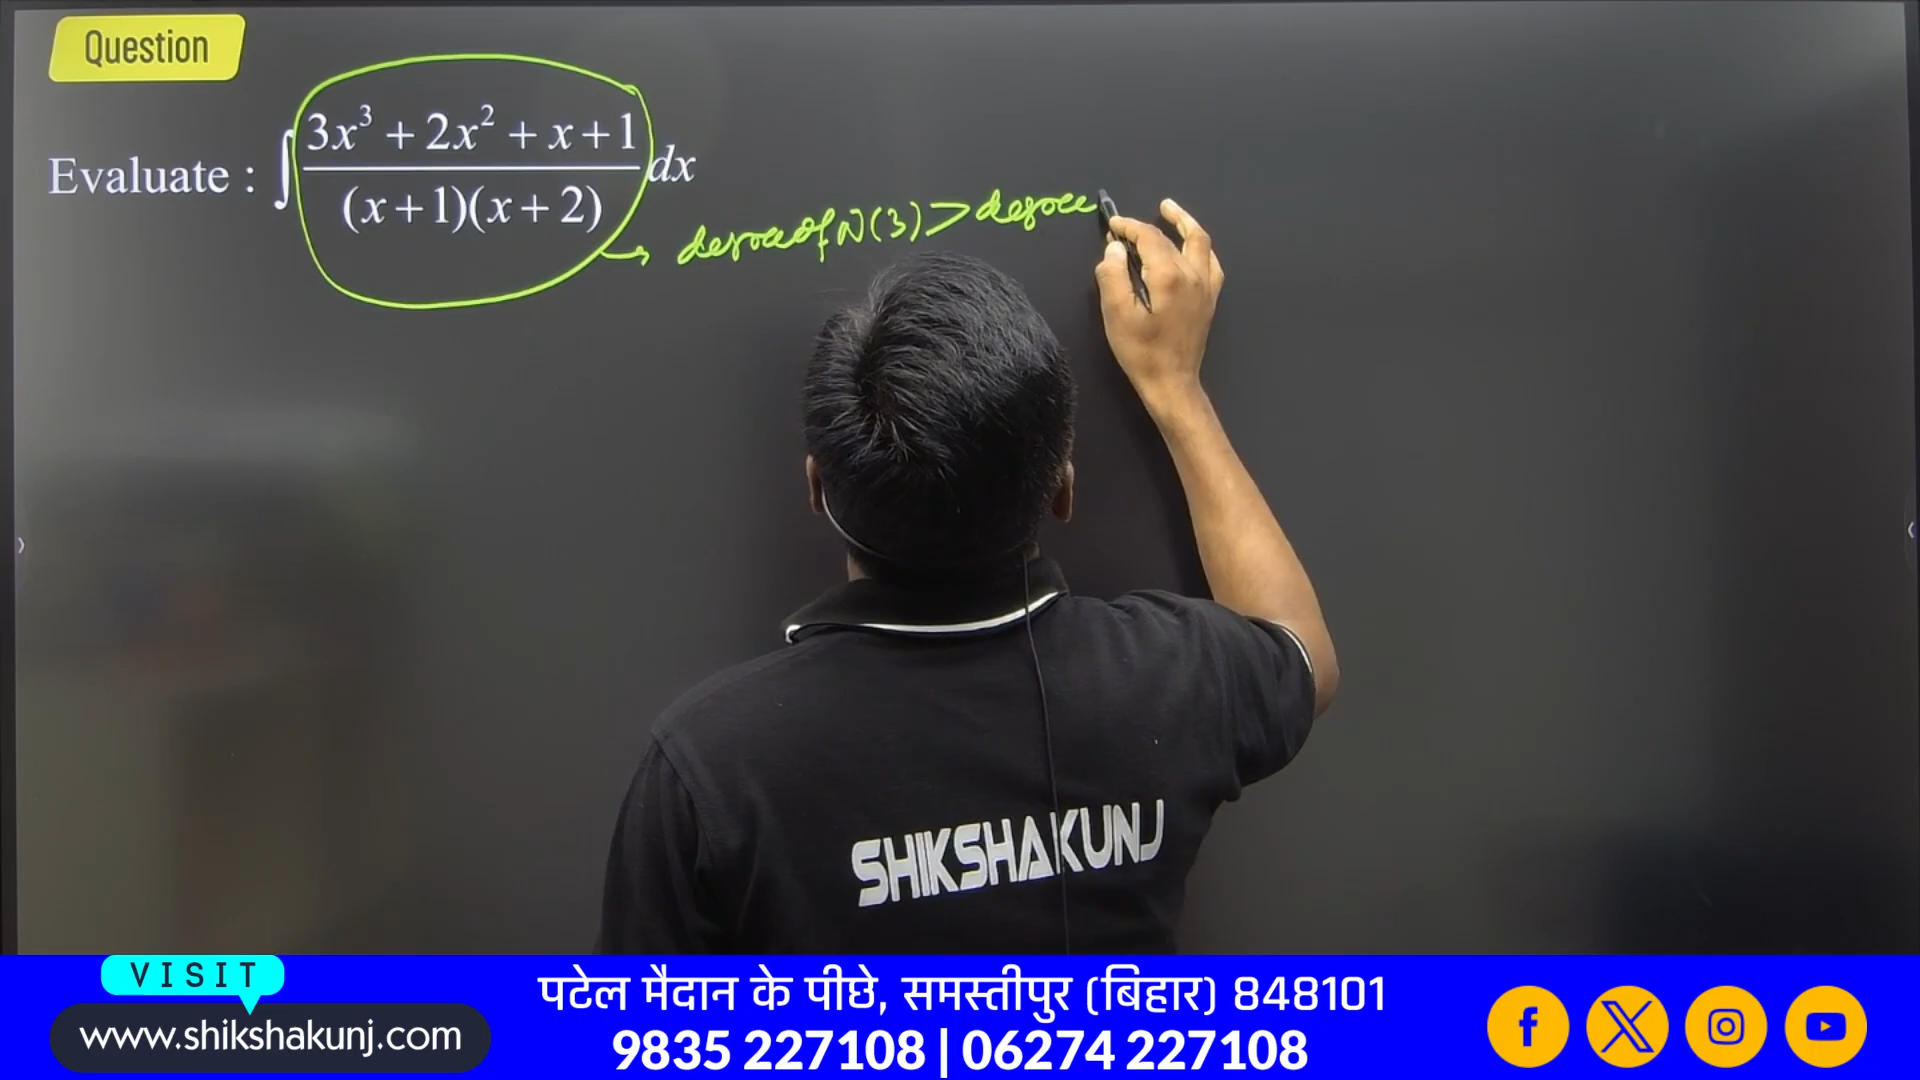 Question
Evaluate : ∫ (3x³ + 2x² + x + 1) / ((x + 1)(x + 2)) dx
→ degree of N(3) > degree
SHIKSHAKUNJ
VISIT
www.shikshakunj.com
पटेल मैदान के पीछे, समस्तीपुर (बिहार) 848101
9835 227108 | 06274 227108